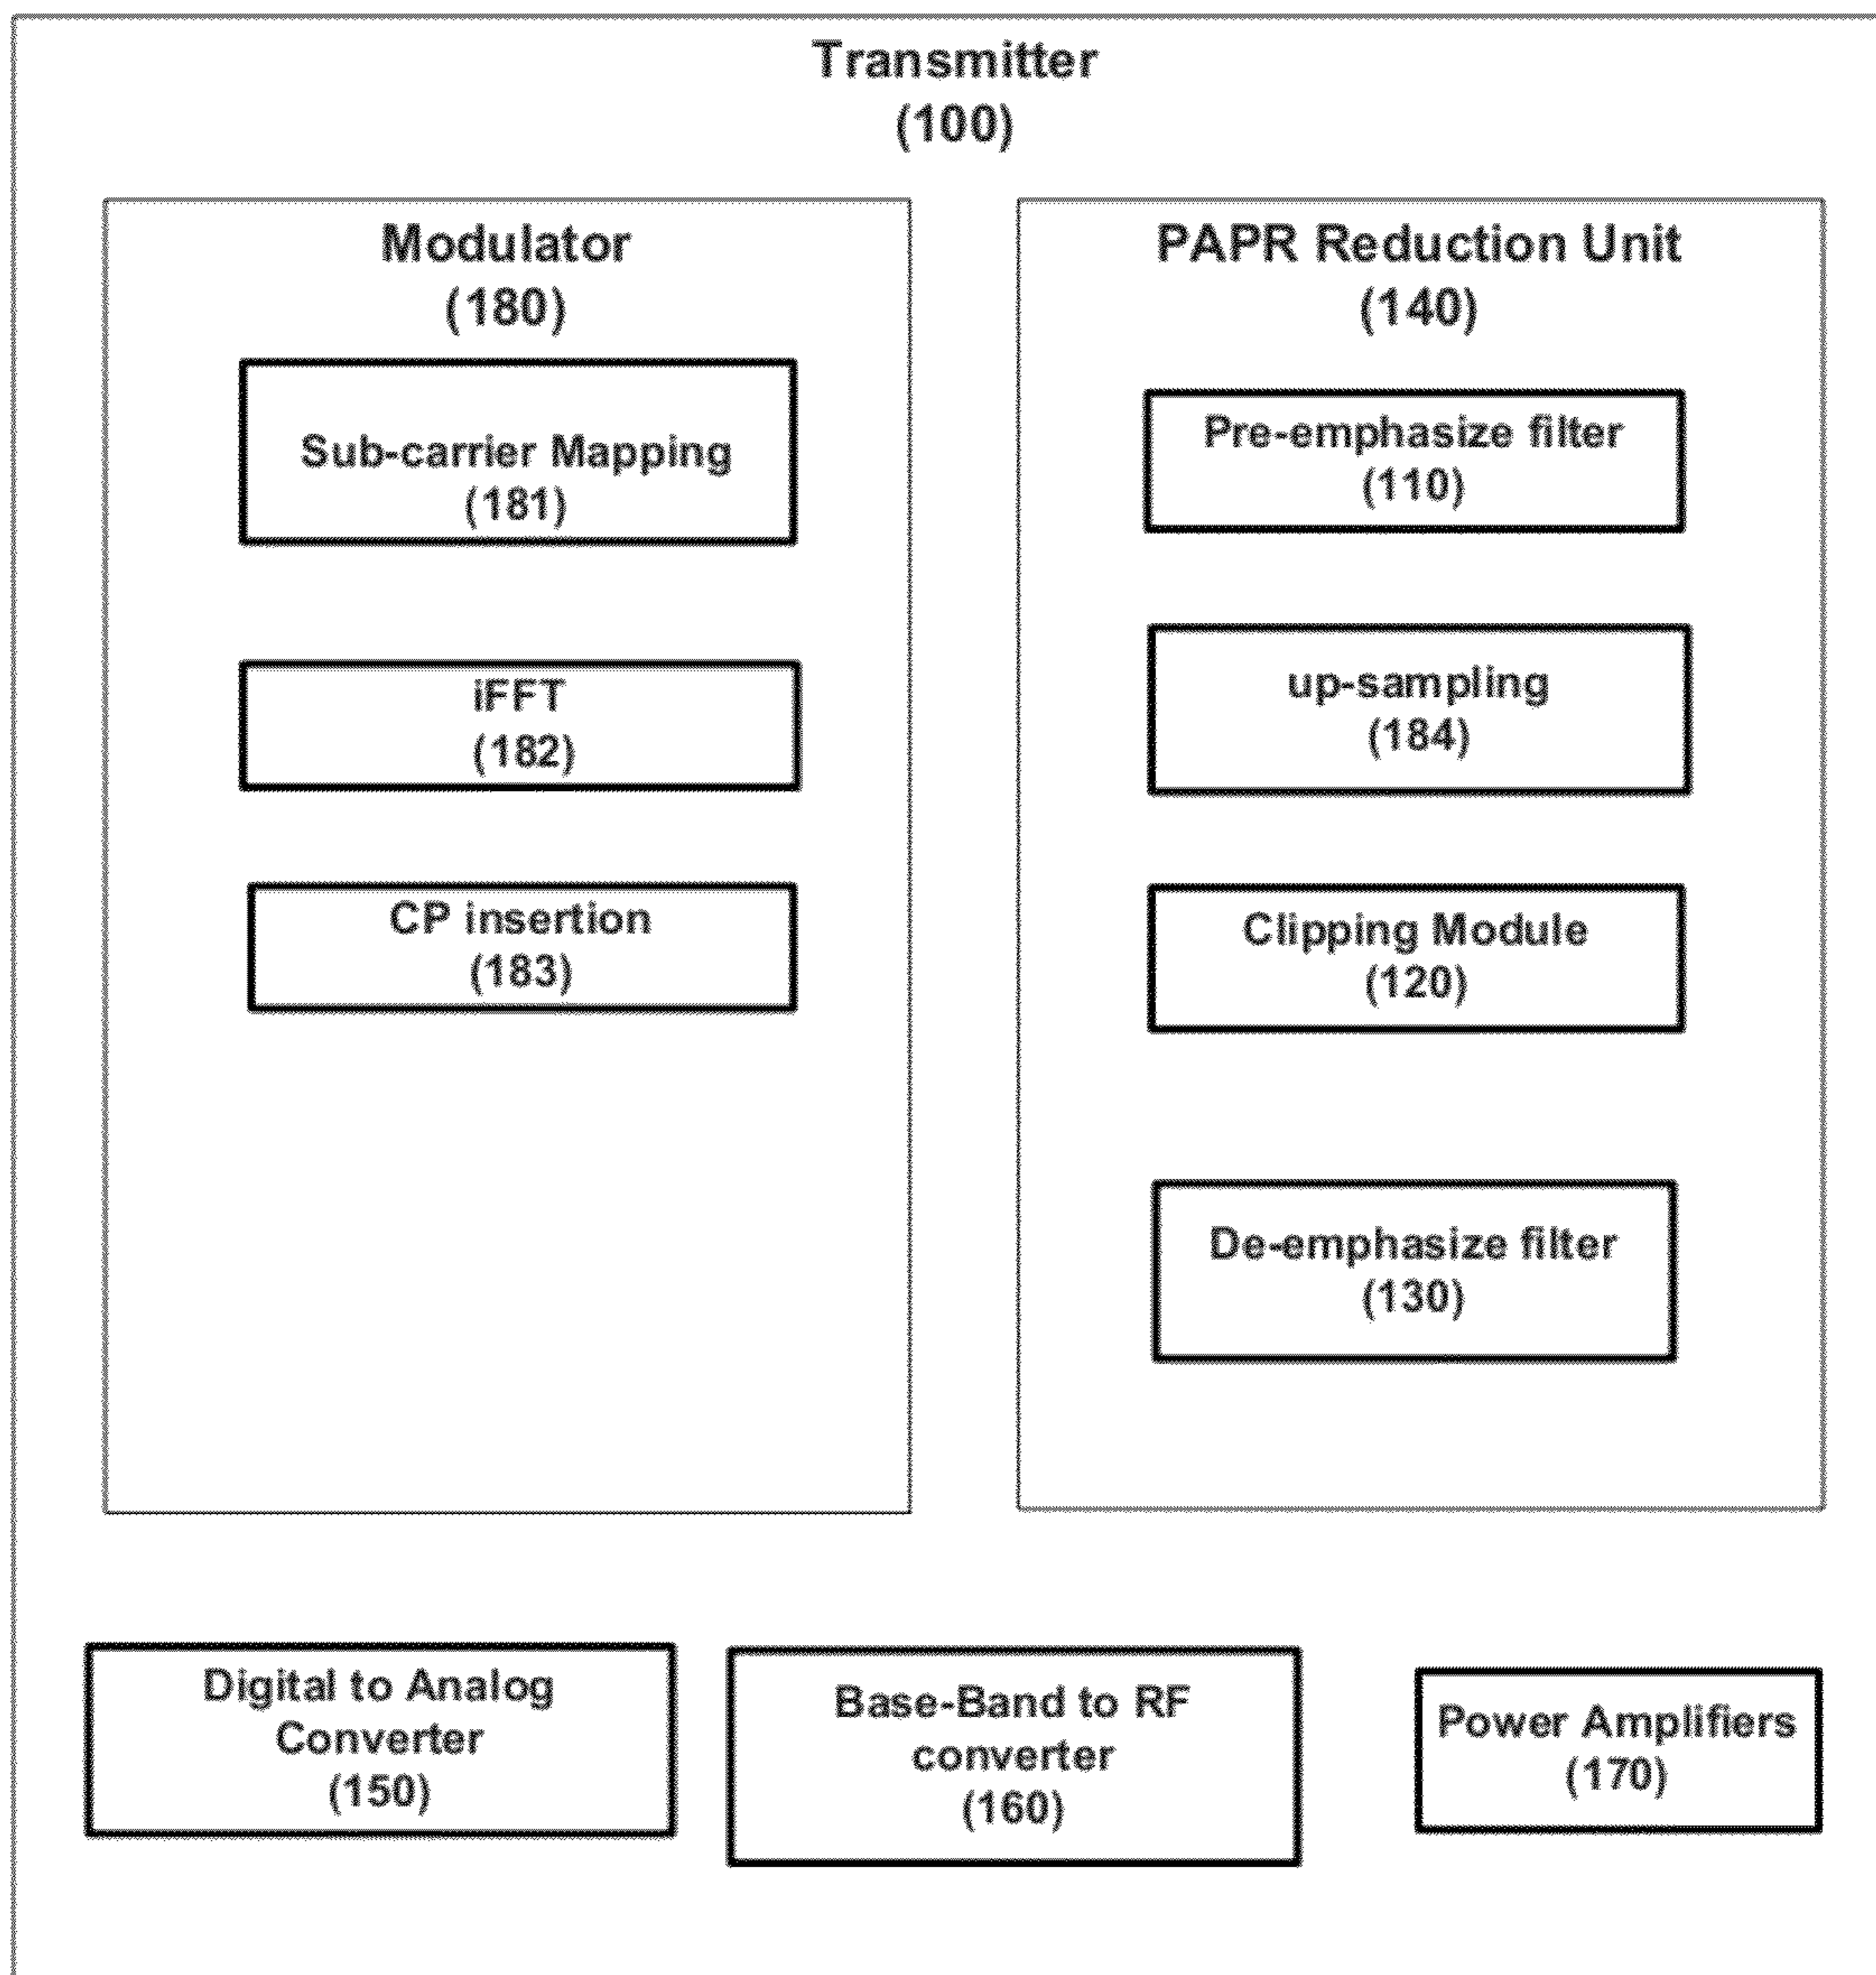 Transmitter
(100)
Modulator
(180)
Sub-carrier Mapping
(181)
iFFT
(182)
CP insertion
(183)
PAPR Reduction Unit
(140)
Pre-emphasize filter
(110)
up-sampling
(184)
Clipping Module
(120)
De-emphasize filter
(130)
Digital to Analog
Converter
(150)
Base-Band to RF
converter
(160)
Power Amplifiers
(170)